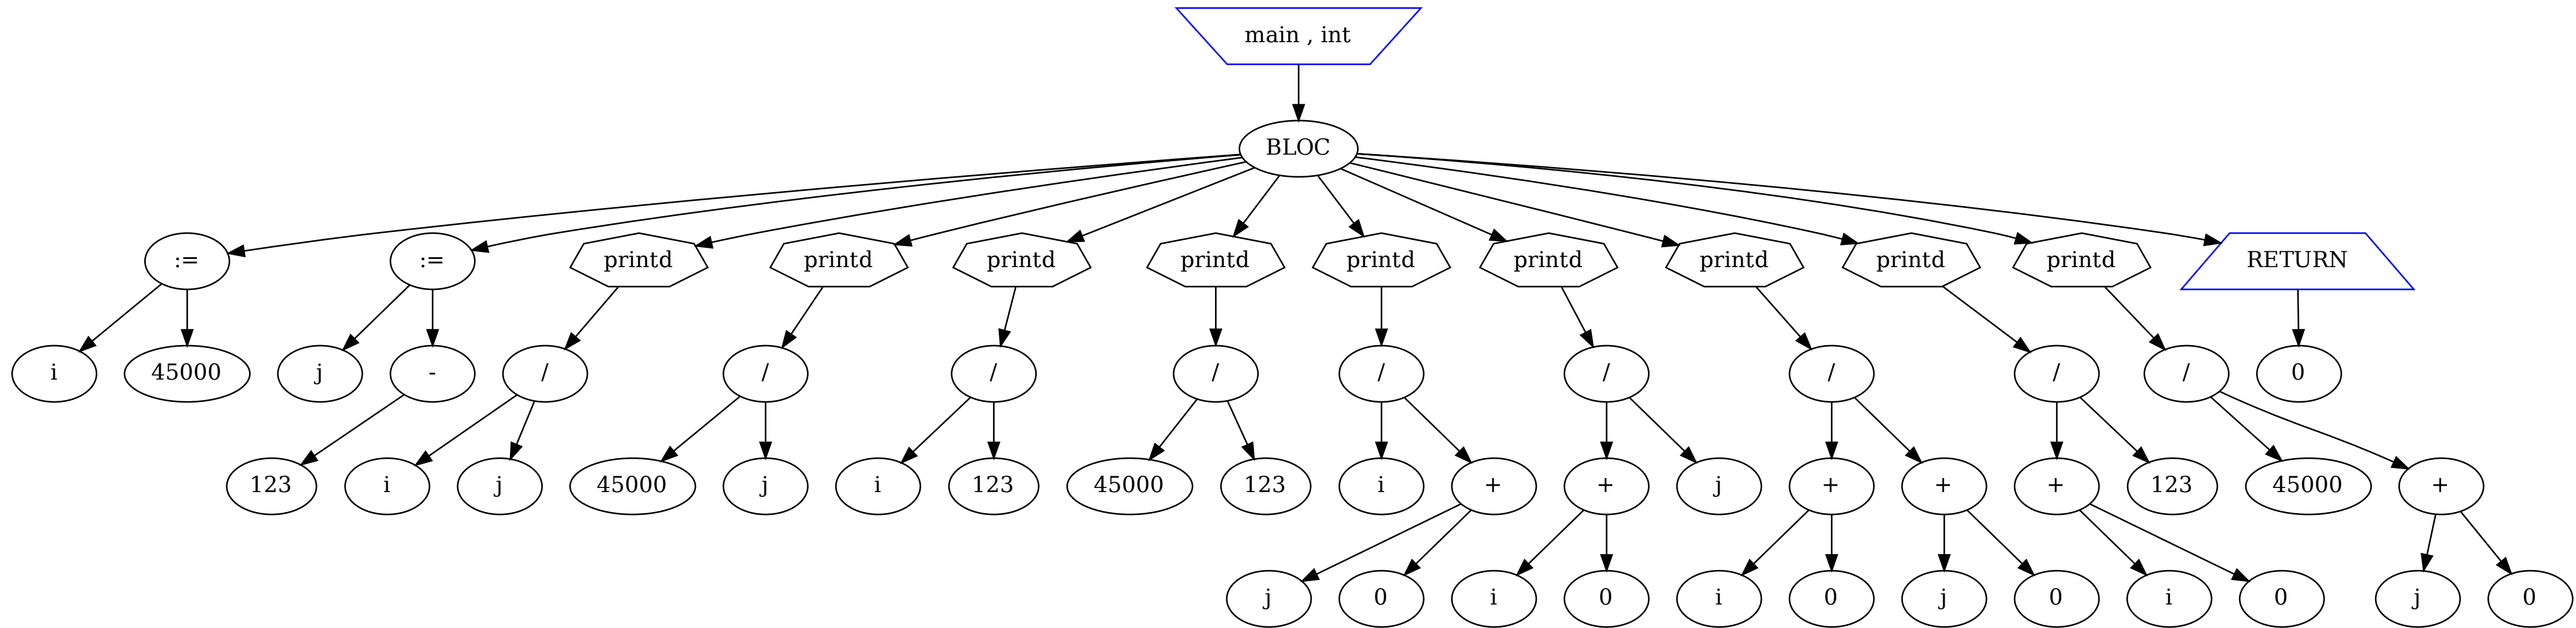 main , int
BLOC
:=
:=
printd
printd
printd
printd
printd
printd
printd
printd
printd
RETURN
i
45000
j
-
/
/
/
/
/
/
/
/
/
0
123
i
j
45000
j
i
123
45000
123
i
+
+
j
+
+
+
123
45000
+
j
0
i
0
i
0
j
0
i
0
j
0